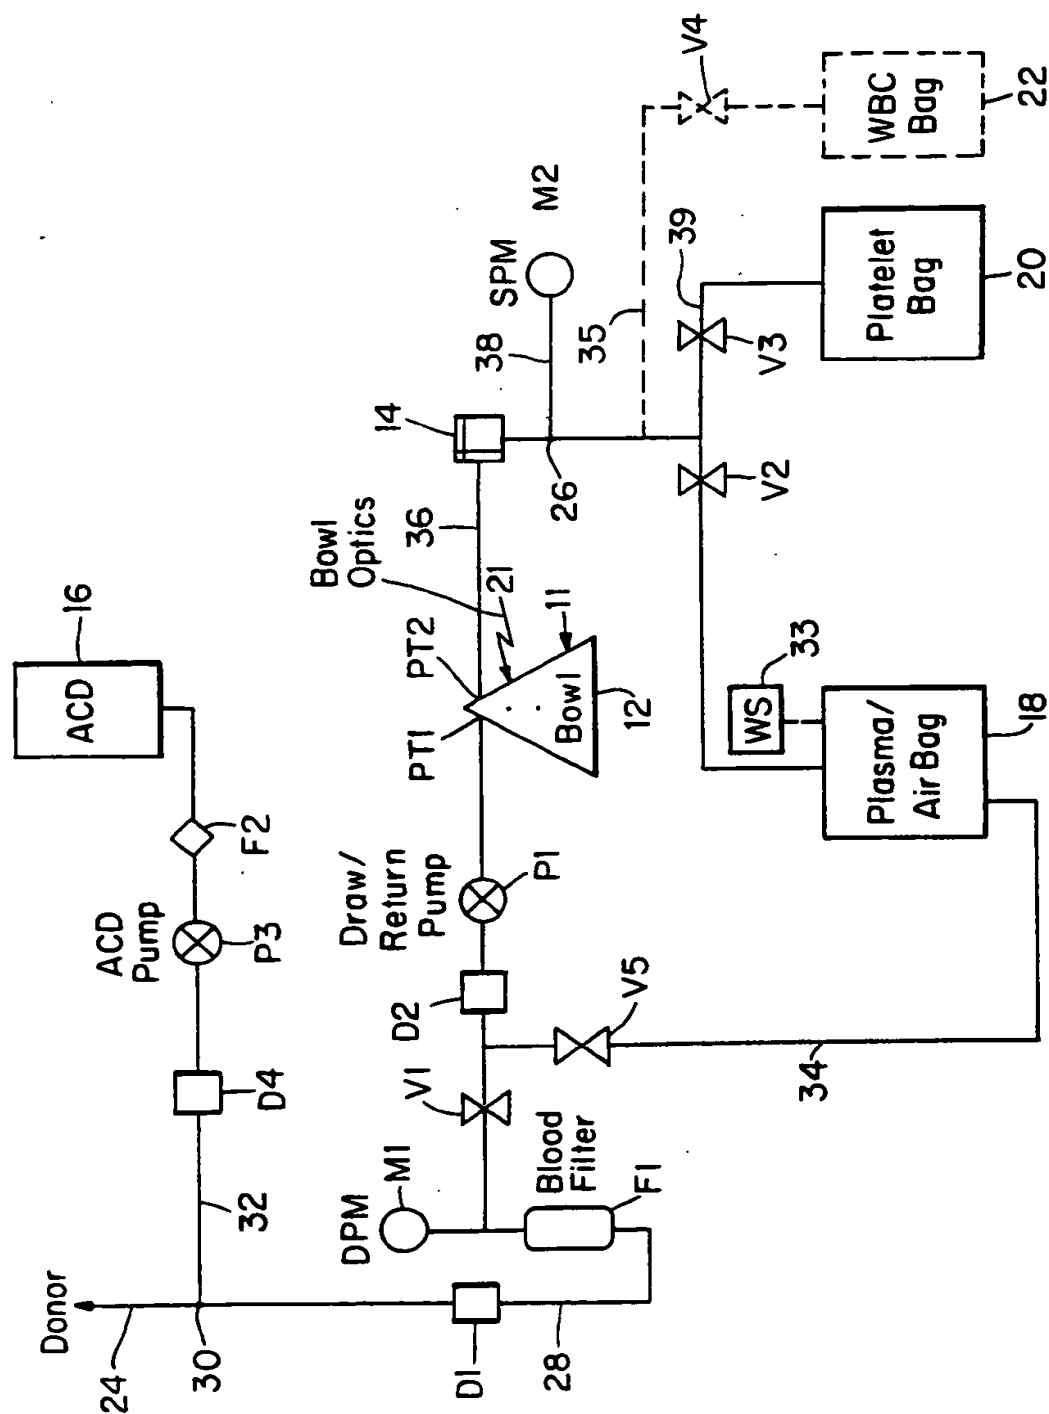 Donor
24
30
32
D4
ACD
Pump
P3
F2
ACD
16
D1
28
DPM
M1
Blood
Filter
F1
V1
D2
V5
34
Draw/
Return
Pump
P1
PT1
PT2
Bowl
Optics
21
11
Bowl
12
36
14
26
38
SPM
M2
35
V4
WBC
Bag
22
39
V3
Platelet
Bag
20
V2
WS
33
Plasma/
Air Bag
18